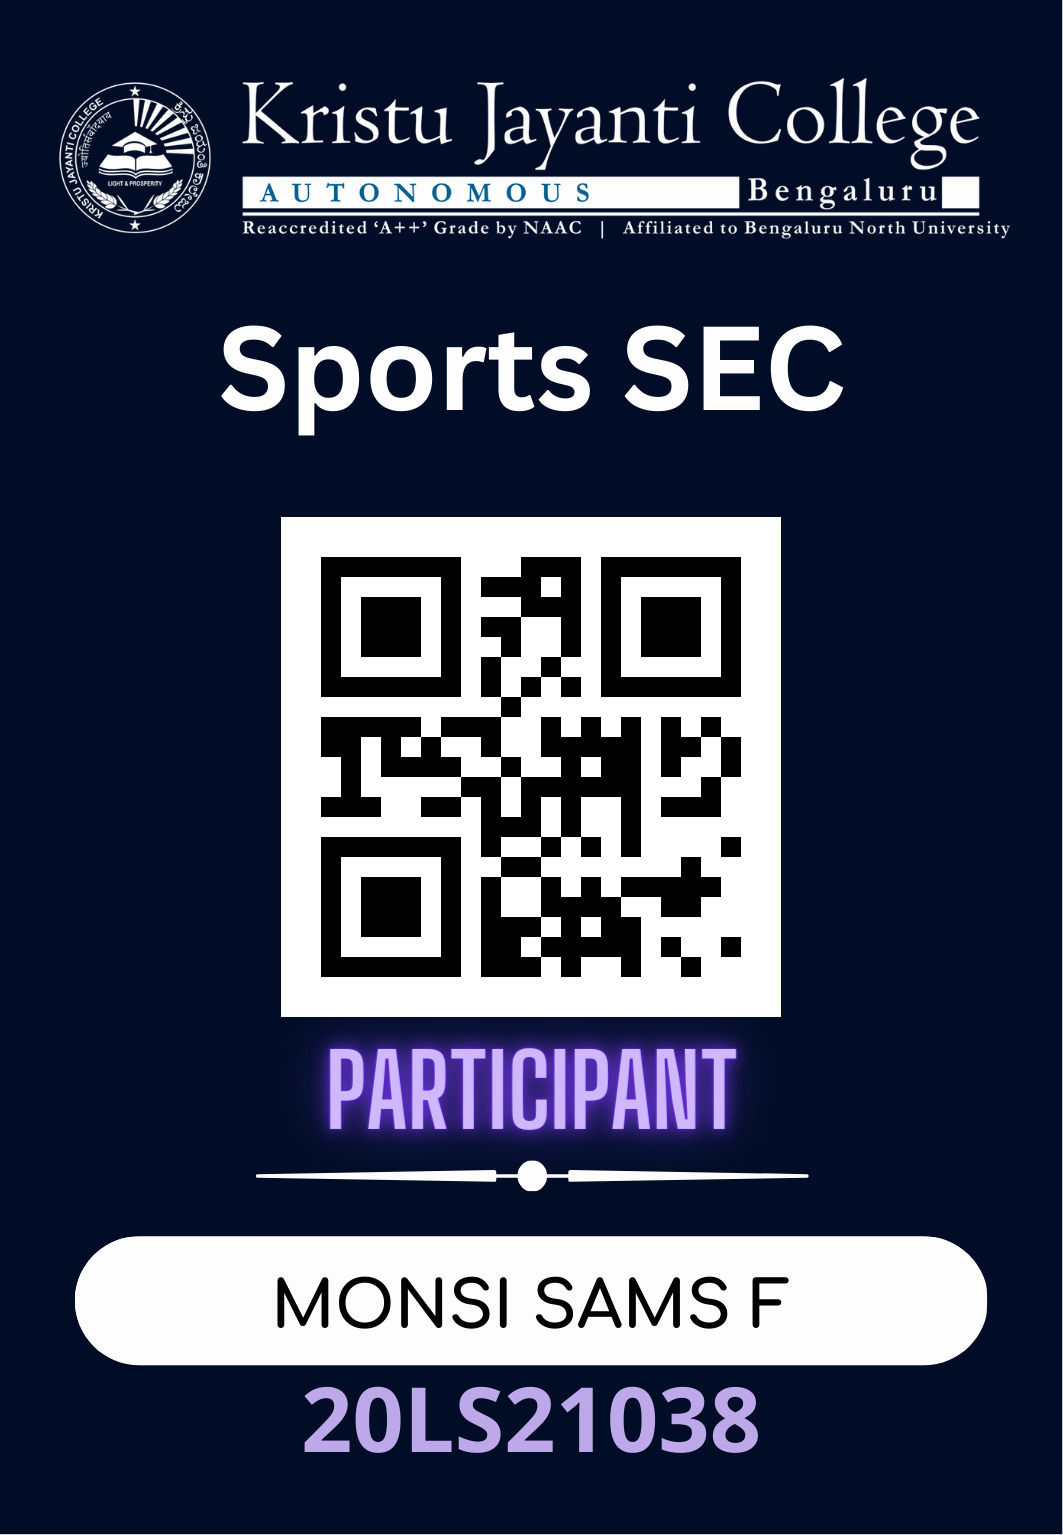 KRISTU JAYANTI COLLEGE
LIGHT & PROSPERITY
Kristu Jayanti College
AUTONOMOUS Bengaluru
Reaccredited ‘A++’ Grade by NAAC | Affiliated to Bengaluru North University
Sports SEC
PARTICIPANT
MONSI SAMS F
20LS21038